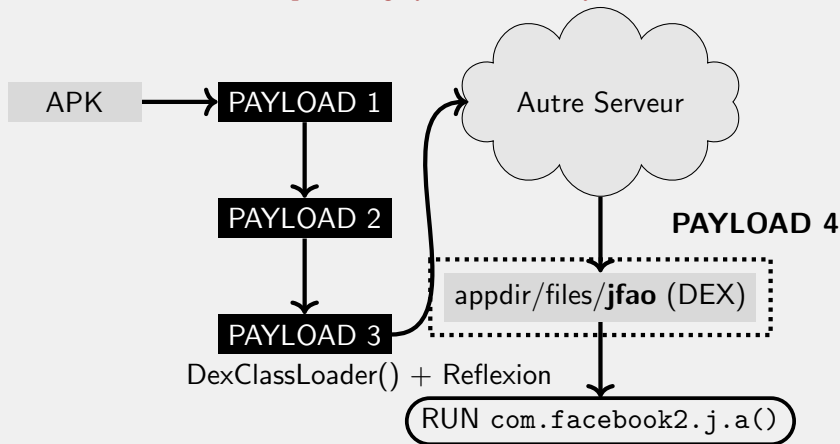 APK
PAYLOAD 1
Autre Serveur
PAYLOAD 2
PAYLOAD 4
appdir/files/jfao (DEX)
PAYLOAD 3
DexClassLoader() + Reflexion
RUN com.facebook2.j.a()